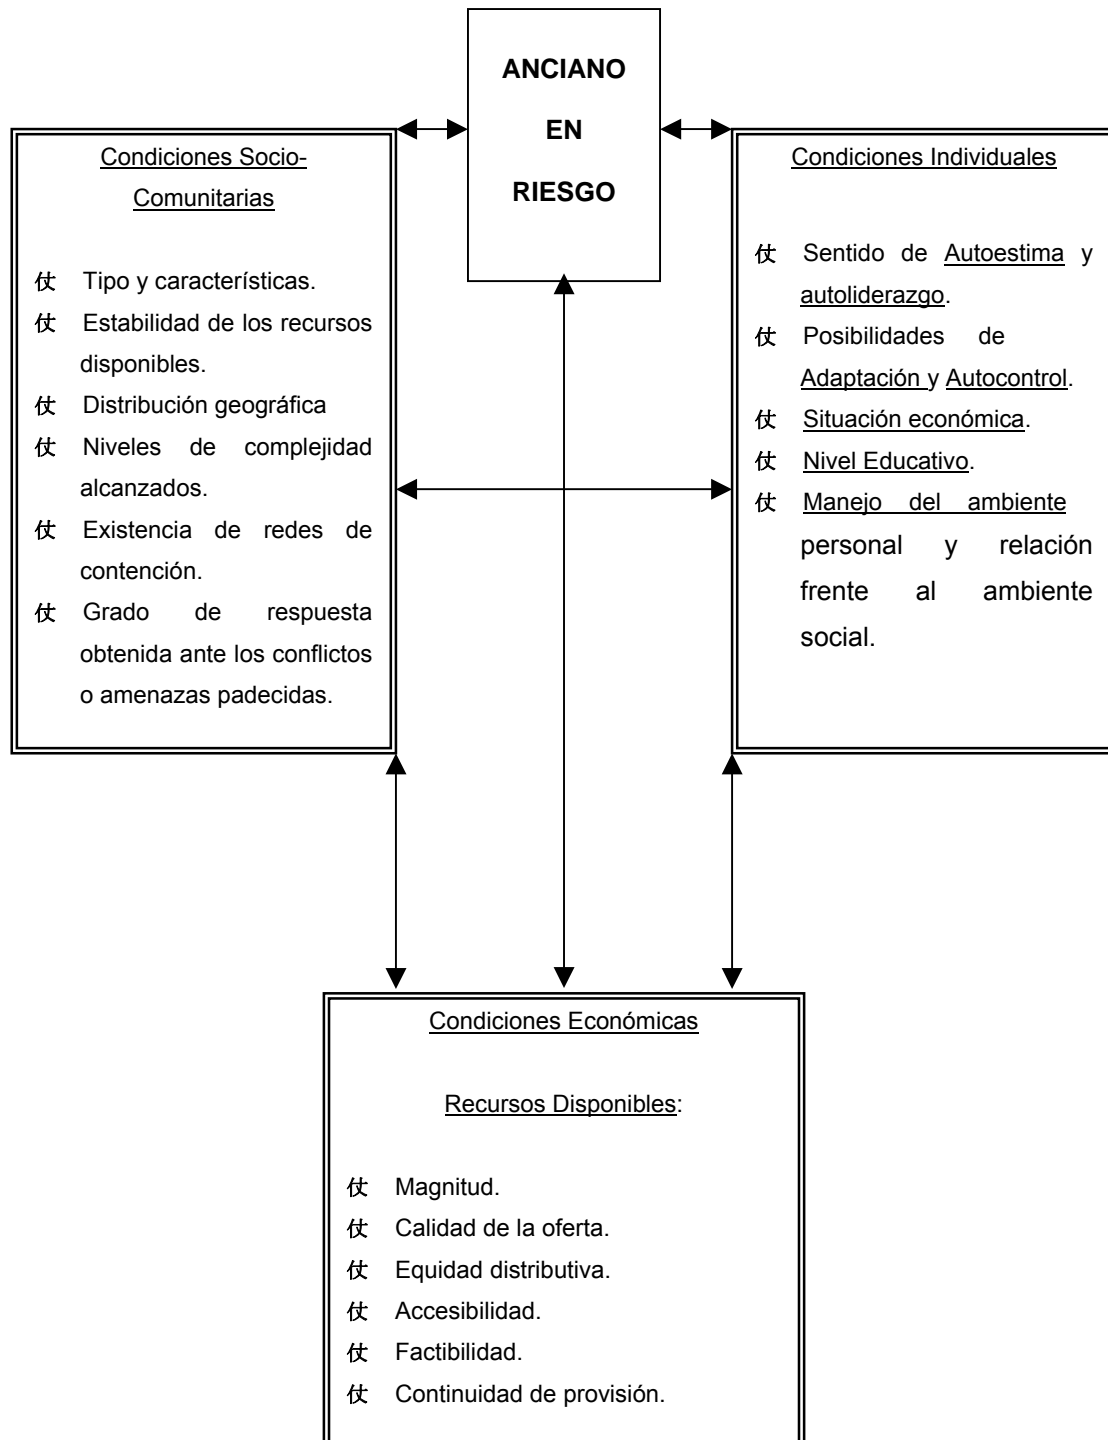 ANCIANO
EN
RIESGO
Condiciones Socio-
Comunitarias
仗 Tipo y características.
仗 Estabilidad de los recursos
disponibles.
仗 Distribución geográfica
仗 Niveles de complejidad
alcanzados.
仗 Existencia de redes de
contención.
仗 Grado de respuesta
obtenida ante los conflictos
o amenazas padecidas.
Condiciones Individuales
仗 Sentido de Autoestima y
autoliderazgo.
仗 Posibilidades de
Adaptación y Autocontrol.
仗 Situación económica.
仗 Nivel Educativo.
仗 Manejo del ambiente
personal y relación
frente al ambiente
social.
Condiciones Económicas
Recursos Disponibles:
仗 Magnitud.
仗 Calidad de la oferta.
仗 Equidad distributiva.
仗 Accesibilidad.
仗 Factibilidad.
仗 Continuidad de provisión.